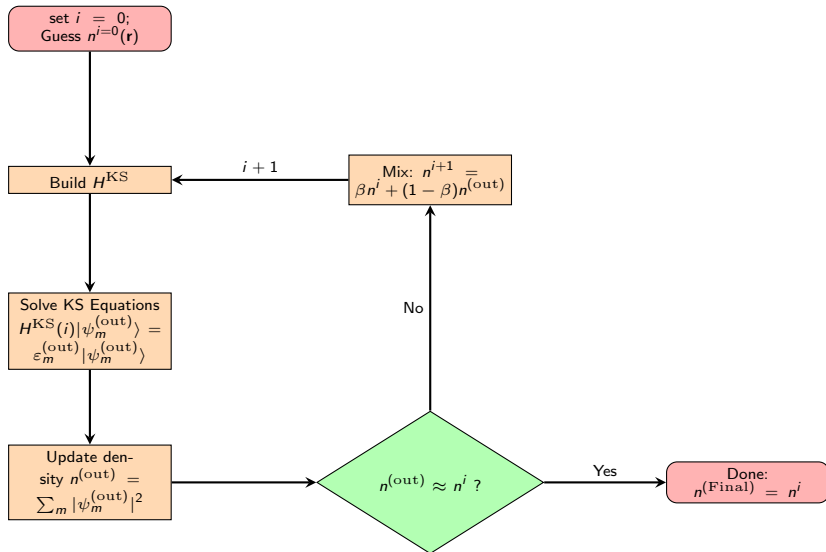 set i = 0;
Guess n^{i=0}(𝐫)
Build H^{KS}
i + 1
Mix: n^{i+1} =
βn^i + (1 − β)n^{(out)}
Solve KS Equations
H^{KS}(i)|ψ_m^{(out)}⟩ =
ε_m^{(out)}|ψ_m^{(out)}⟩
No
Update den-
sity n^{(out)} =
∑_m |ψ_m^{(out)}|^2
n^{(out)} ≈ n^i ?
Yes
Done:
n^{(Final)} = n^i